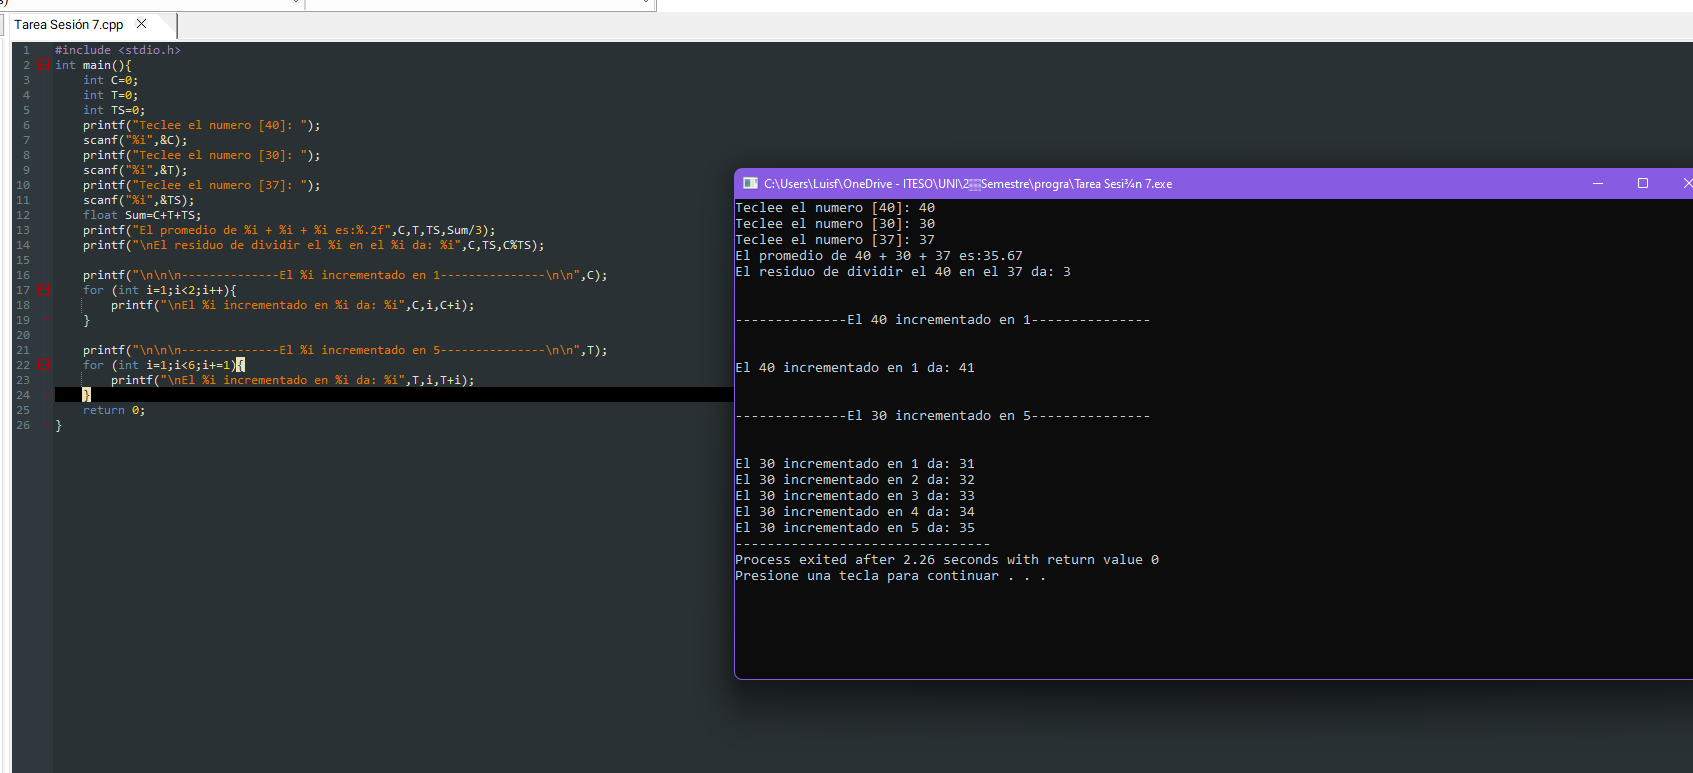 Tarea Sesión 7.cpp
1 #include <stdio.h>
2 int main(){
3 int C=0;
4 int T=0;
5 int TS=0;
6 printf("Teclee el numero [40]: ");
7 scanf("%i",&C);
8 printf("Teclee el numero [30]: ");
9 scanf("%i",&T);
10 printf("Teclee el numero [37]: ");
11 scanf("%i",&TS);
12 float Sum=C+T+TS;
13 printf("El promedio de %i + %i + %i es:%.2f",C,T,TS,Sum/3);
14 printf("\nEl residuo de dividir el %i en el %i da: %i",C,TS,C%TS);
15
16 printf("\n\n\n--------------El %i incrementado en 1---------------\n\n",C);
17 for (int i=1;i<2;i++){
18 printf("\nEl %i incrementado en %i da: %i",C,i,C+i);
19 }
20
21 printf("\n\n\n--------------El %i incrementado en 5---------------\n\n",T);
22 for (int i=1;i<6;i+=1){
23 printf("\nEl %i incrementado en %i da: %i",T,i,T+i);
24 }
25 return 0;
26 }
C:\Users\Luisf\OneDrive - ITESO\UNI\2▒▒Semestre\progra\Tarea Sesi¾n 7.exe
Teclee el numero [40]: 40
Teclee el numero [30]: 30
Teclee el numero [37]: 37
El promedio de 40 + 30 + 37 es:35.67
El residuo de dividir el 40 en el 37 da: 3
--------------El 40 incrementado en 1---------------
El 40 incrementado en 1 da: 41
--------------El 30 incrementado en 5---------------
El 30 incrementado en 1 da: 31
El 30 incrementado en 2 da: 32
El 30 incrementado en 3 da: 33
El 30 incrementado en 4 da: 34
El 30 incrementado en 5 da: 35
--------------------------------
Process exited after 2.26 seconds with return value 0
Presione una tecla para continuar . . .